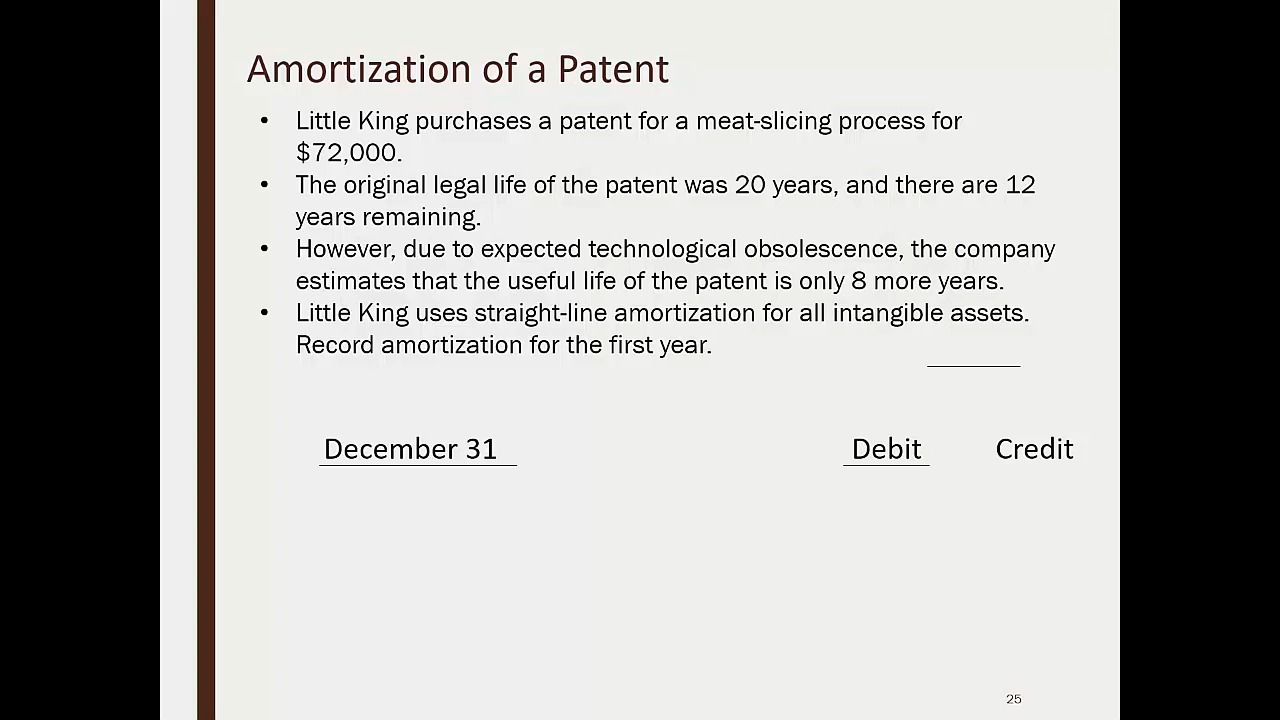 Amortization of a Patent
• Little King purchases a patent for a meat-slicing process for
$72,000.
• The original legal life of the patent was 20 years, and there are 12
years remaining.
• However, due to expected technological obsolescence, the company
estimates that the useful life of the patent is only 8 more years.
• Little King uses straight-line amortization for all intangible assets.
Record amortization for the first year.
December 31 Debit Credit
25